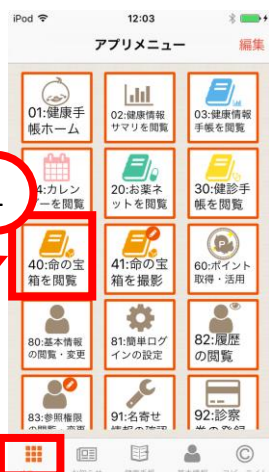 iPod 12:03
アプリメニュー 編集
01:健康手
帳ホーム
02:健康情報
サマリを閲覧
03:健康情報
手帳を閲覧
4:カレン
ーを閲覧
20:お薬ネ
ットを閲覧
30:健診手
帳を閲覧
40:命の宝
箱を閲覧
41:命の宝
箱を撮影
P
60:ポイント
取得・活用
80:基本情報
の閲覧・変更
81:簡単ログ
インの設定
82:履歴
の閲覧
83:参照権限
91:名寄せ
92:診察
©